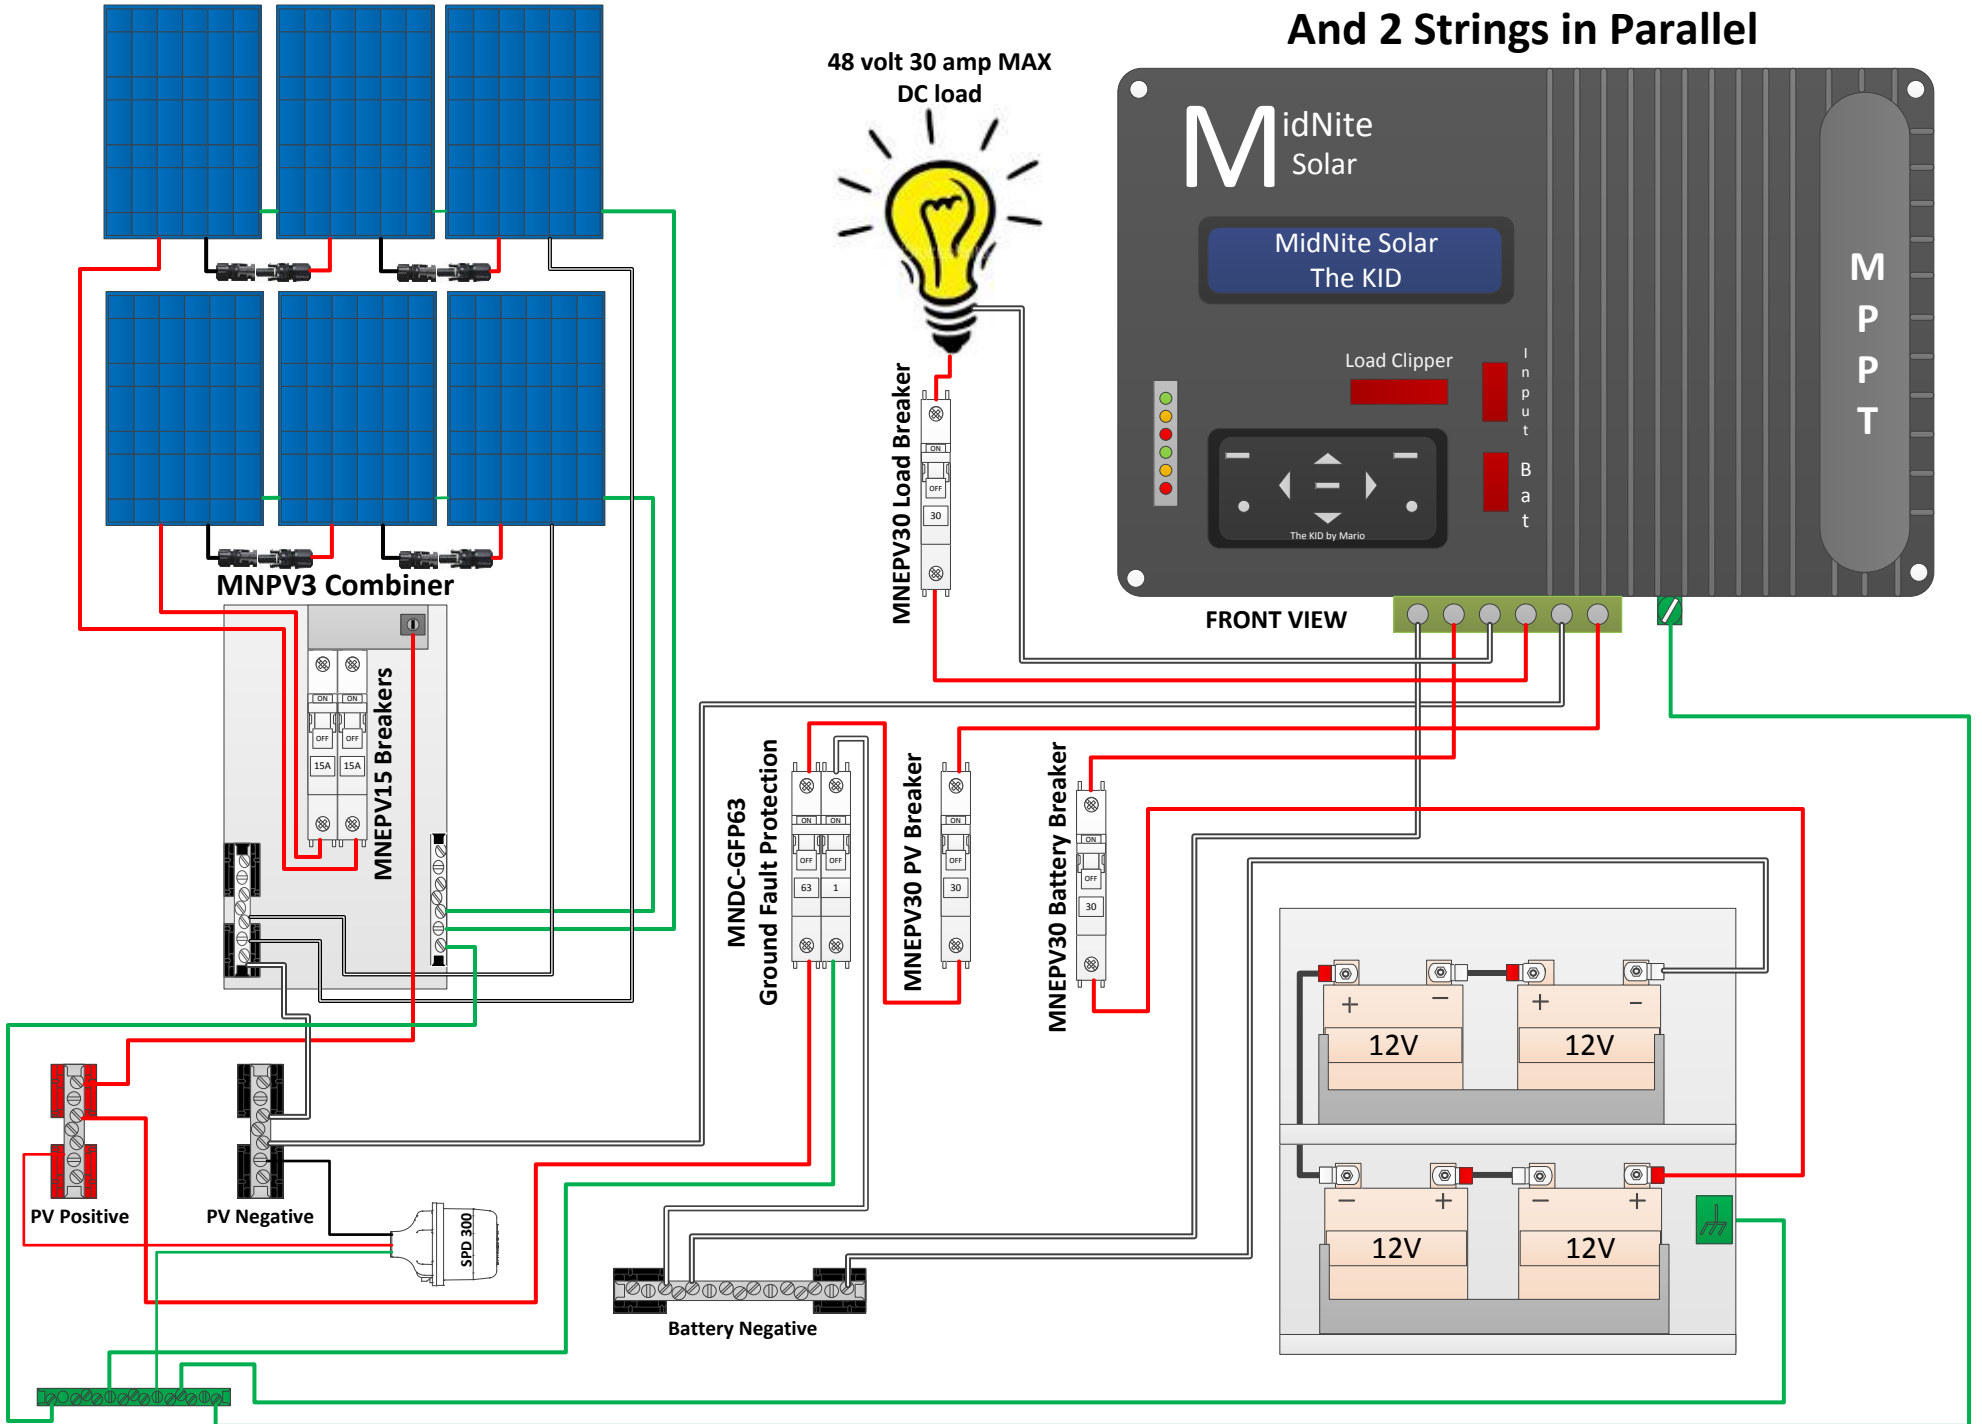 And 2 Strings in Parallel
48 volt 30 amp MAX
DC load
MidNite
Solar
MidNite Solar
The KID
MPPT
Load Clipper
Input
Bat
The KID by Mario
FRONT VIEW
MNEPV30 Load Breaker
ON
OFF
30
MNPV3 Combiner
ON
ON
OFF
OFF
15A
15A
MNEPV15 Breakers
MNDC-GFP63
Ground Fault Protection
ON
ON
OFF
OFF
63
1
MNEPV30 PV Breaker
ON
OFF
30
MNEPV30 Battery Breaker
ON
OFF
30
+
−
+
−
12V
12V
−
+
−
+
12V
12V
PV Positive
PV Negative
SPD 300
Battery Negative